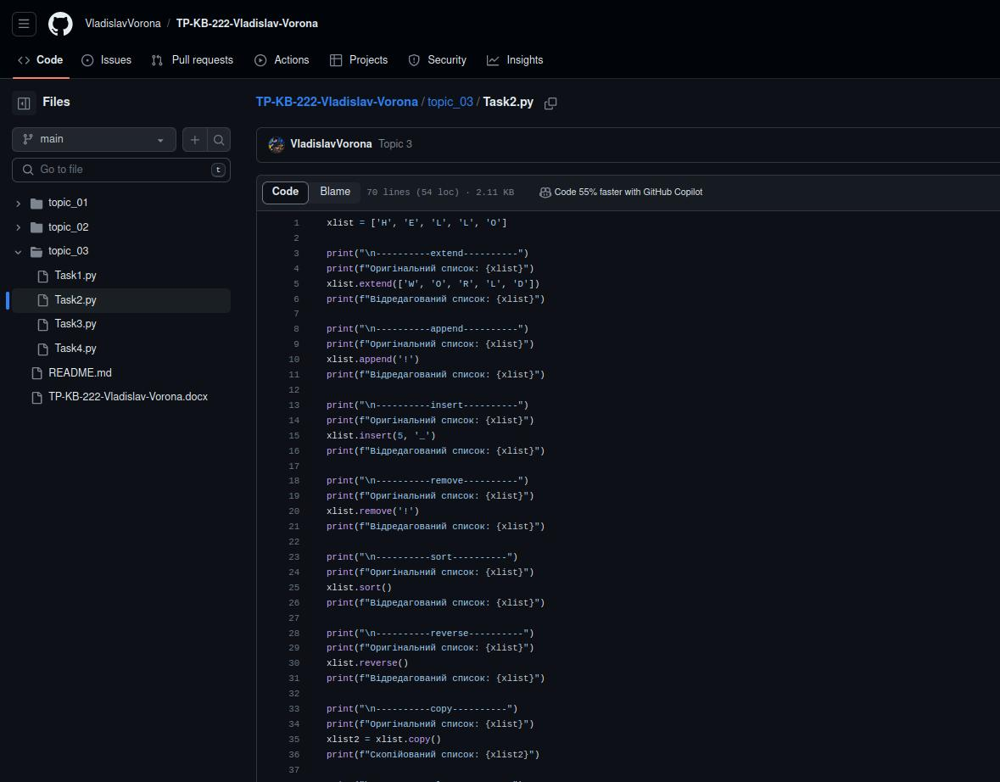 VladislavVorona / TP-KB-222-Vladislav-Vorona
Code Issues Pull requests Actions Projects Security Insights
Files
main
Go to file t
topic_01
topic_02
topic_03
Task1.py
Task2.py
Task3.py
Task4.py
README.md
TP-KB-222-Vladislav-Vorona.docx
TP-KB-222-Vladislav-Vorona / topic_03 / Task2.py
VladislavVorona Topic 3
Code Blame 70 lines (54 loc) · 2.11 KB Code 55% faster with GitHub Copilot
1 xlist = ['H', 'E', 'L', 'L', 'O']
2
3 print("\n----------extend----------")
4 print(f"Оригінальний список: {xlist}")
5 xlist.extend(['W', 'O', 'R', 'L', 'D'])
6 print(f"Відредагований список: {xlist}")
7
8 print("\n----------append----------")
9 print(f"Оригінальний список: {xlist}")
10 xlist.append('!')
11 print(f"Відредагований список: {xlist}")
12
13 print("\n----------insert----------")
14 print(f"Оригінальний список: {xlist}")
15 xlist.insert(5, '_')
16 print(f"Відредагований список: {xlist}")
17
18 print("\n----------remove----------")
19 print(f"Оригінальний список: {xlist}")
20 xlist.remove('!')
21 print(f"Відредагований список: {xlist}")
22
23 print("\n----------sort----------")
24 print(f"Оригінальний список: {xlist}")
25 xlist.sort()
26 print(f"Відредагований список: {xlist}")
27
28 print("\n----------reverse----------")
29 print(f"Оригінальний список: {xlist}")
30 xlist.reverse()
31 print(f"Відредагований список: {xlist}")
32
33 print("\n----------copy----------")
34 print(f"Оригінальний список: {xlist}")
35 xlist2 = xlist.copy()
36 print(f"Скопійований список: {xlist2}")
37